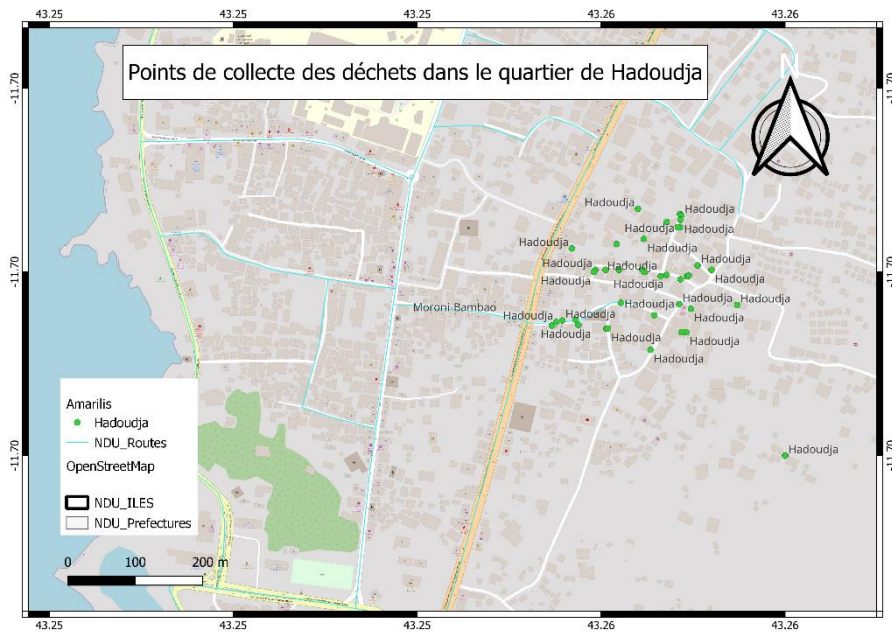 43.25 43.25 43.25 43.26 43.26
Points de collecte des déchets dans le quartier de Hadoudja
N
-11.70 -11.70
Hadoudja
Hadoudja
Hadoudja Hadoudja
Hadoudja
Hadoudja Hadoudja
-11.70 -11.70
Hadoudja
Hadoudja Hadoudja
Hadoudja Hadoudja
Moroni-Bambao
Hadoudja Hadoudja
Hadoudja Hadoudja
Hadoudja
Hadoudja
-11.70 -11.70
Hadoudja
Amarilis
Hadoudja
NDU_Routes
OpenStreetMap
NDU_ILES
NDU_Prefectures
0 100 200 m
43.25 43.25 43.25 43.26 43.26